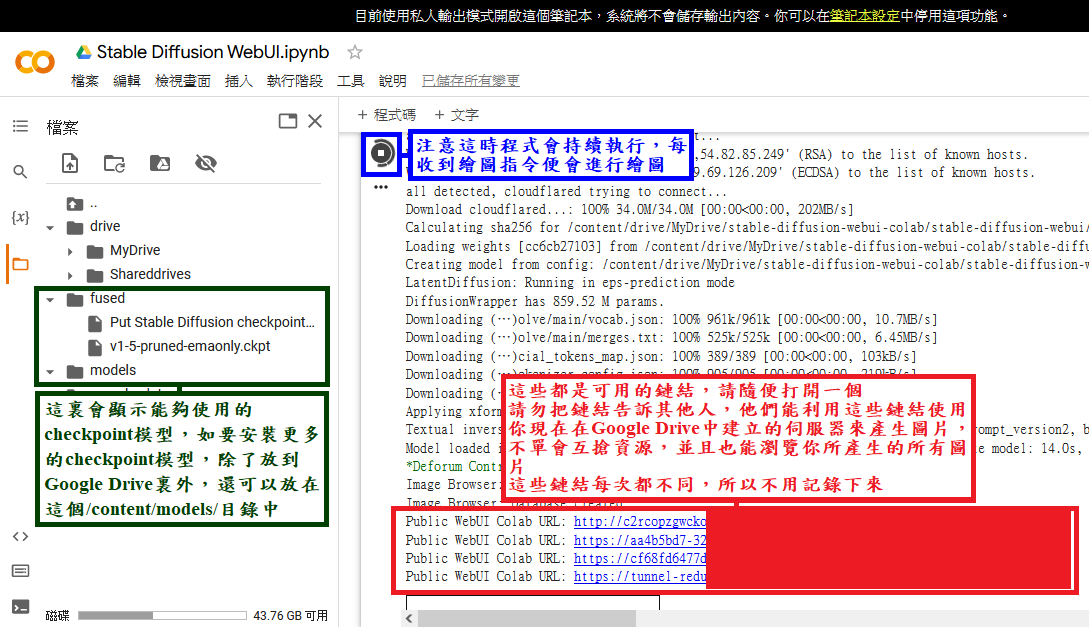 目前使用私人輸出模式開啟這個筆記本，系統將不會儲存輸出內容。你可以在筆記本設定中停用這項功能。
Stable Diffusion WebUI.ipynb
檔案 編輯 檢視畫面 插入 執行階段 工具 說明 已儲存所有變更
檔案
+ 程式碼 + 文字
注意這時程式會持續執行，每
收到繪圖指令便會進行繪圖
,54.82.85.249' (RSA) to the list of known hosts.
9.69.126.209' (ECDSA) to the list of known hosts.
all detected, cloudflared trying to connect...
Download cloudflared...: 100% 34.0M/34.0M [00:00<00:00, 202MB/s]
Calculating sha256 for /content/drive/MyDrive/stable-diffusion-webui-colab/stable-diffusion-webui/
Loading weights [cc6cb27103] from /content/drive/MyDrive/stable-diffusion-webui-colab/stable-diffu
Creating model from config: /content/drive/MyDrive/stable-diffusion-webui-colab/stable-diffusion-w
LatentDiffusion: Running in eps-prediction mode
DiffusionWrapper has 859.52 M params.
Downloading (…)olve/main/vocab.json: 100% 961k/961k [00:00<00:00, 10.7MB/s]
Downloading (…)olve/main/merges.txt: 100% 525k/525k [00:00<00:00, 6.45MB/s]
Downloading (…)cial_tokens_map.json: 100% 389/389 [00:00<00:00, 103kB/s]
Downloading (…)okenizer_config.json: 100% 905/905 [00:00<00:00, 219kB/s]
Downloading (
Applying xform
Textual invers
rompt_version2, b
Model loaded i
e model: 14.0s,
*Deforum Contr
Image Browser:
Image Browser: Database created
這些都是可用的鏈結，請隨便打開一個
請勿把鏈結告訴其他人，他們能利用這些鏈結使用
你現在在Google Drive中建立的伺服器來產生圖片，
不單會互搶資源，並且也能瀏覽你所產生的所有圖
片
這些鏈結每次都不同，所以不用記錄下來
Public WebUI Colab URL: http://c2rcopzgwcko
Public WebUI Colab URL: https://aa4b5bd7-32
Public WebUI Colab URL: https://cf68fd6477d
Public WebUI Colab URL: https://tunnel-redu
{x}
..
drive
MyDrive
Shareddrives
fused
Put Stable Diffusion checkpoint...
v1-5-pruned-emaonly.ckpt
models
這裏會顯示能夠使用的
checkpoint模型，如要安裝更多
的checkpoint模型，除了放到
Google Drive裏外，還可以放在
這個/content/models/目錄中
磁碟 43.76 GB 可用